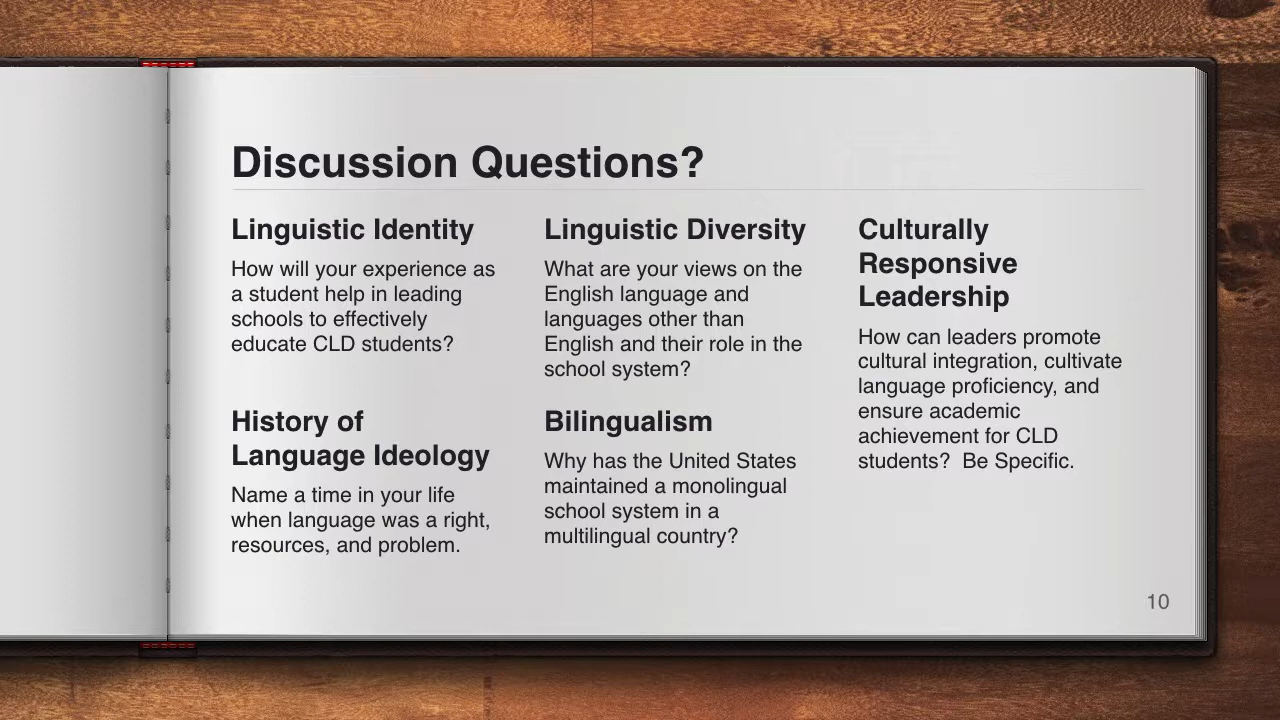 Discussion Questions?
Linguistic Identity
How will your experience as
a student help in leading
schools to effectively
educate CLD students?
History of
Language Ideology
Name a time in your life
when language was a right,
resources, and problem.
Linguistic Diversity
What are your views on the
English language and
languages other than
English and their role in the
school system?
Bilingualism
Why has the United States
maintained a monolingual
school system in a
multilingual country?
Culturally
Responsive
Leadership
How can leaders promote
cultural integration, cultivate
language proficiency, and
ensure academic
achievement for CLD
students?  Be Specific.
10